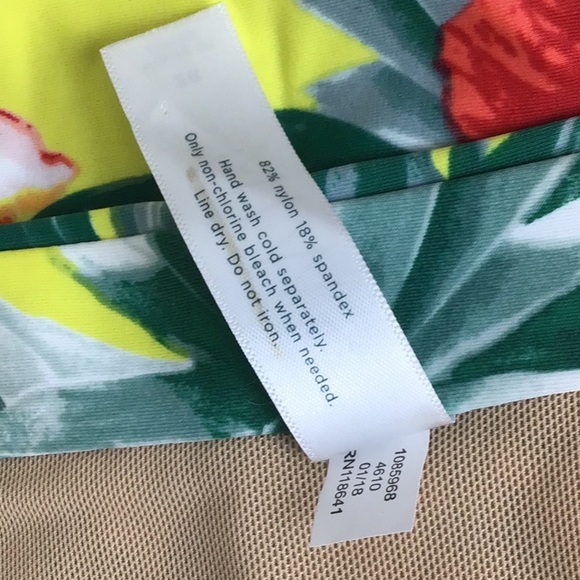 82% nylon 18% spandex
Hand wash cold separately.
Only non-chlorine bleach when needed.
Line dry. Do not iron.
1085968
4610
01/18
RN118641